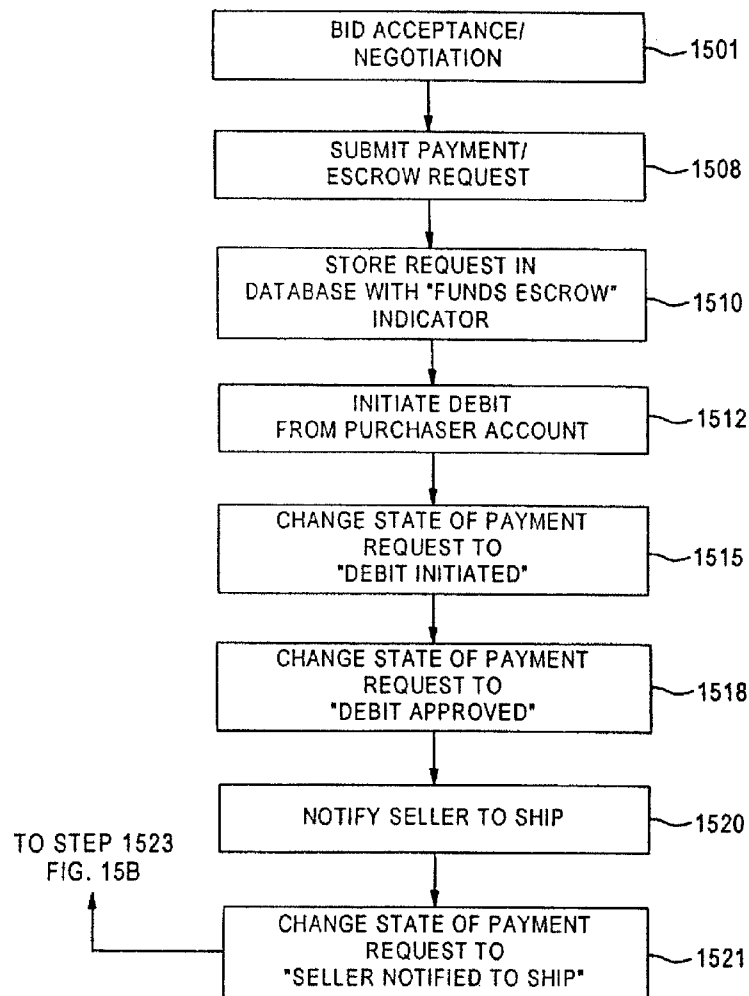 BID ACCEPTANCE/
NEGOTIATION
1501
SUBMIT PAYMENT/
ESCROW REQUEST
1508
STORE REQUEST IN
DATABASE WITH "FUNDS ESCROW"
INDICATOR
1510
INITIATE DEBIT
FROM PURCHASER ACCOUNT
1512
CHANGE STATE OF PAYMENT
REQUEST TO
"DEBIT INITIATED"
1515
CHANGE STATE OF PAYMENT
REQUEST TO
"DEBIT APPROVED"
1518
NOTIFY SELLER TO SHIP
1520
TO STEP 1523
FIG. 15B
CHANGE STATE OF PAYMENT
REQUEST TO
"SELLER NOTIFIED TO SHIP"
1521